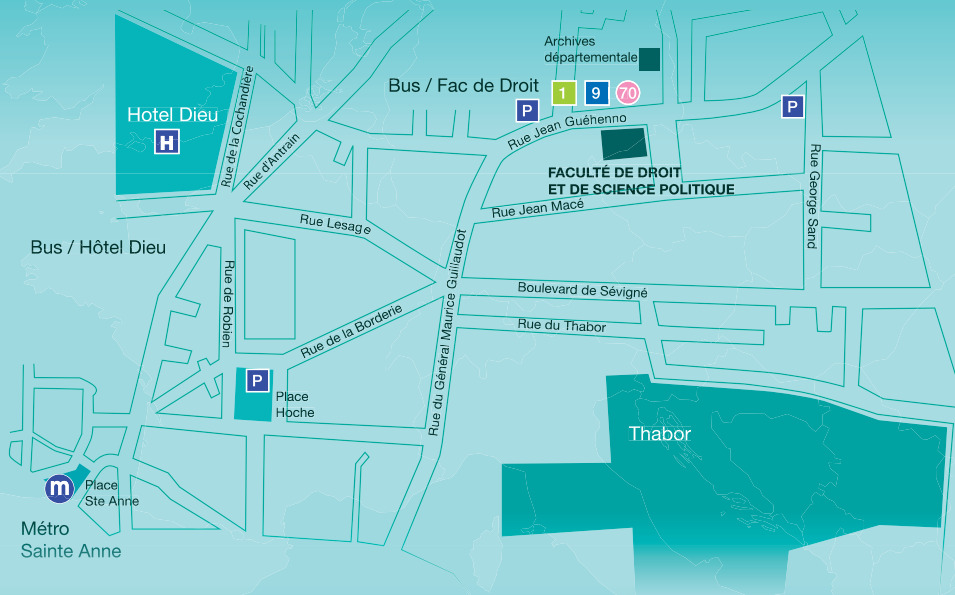 Archives
départementale
Bus / Fac de Droit
1
9
70
P
P
Hotel Dieu
H
Rue de la Cochandière
Rue d'Antrain
Rue Jean Guéhenno
FACULTÉ DE DROIT
ET DE SCIENCE POLITIQUE
Rue Jean Macé
Rue George Sand
Rue Lesage
Bus / Hôtel Dieu
Rue de Robien
Rue du Général Maurice Guillaudot
Boulevard de Sévigné
Rue de la Borderie
Rue du Thabor
P
Place
Hoche
Thabor
m
Place
Ste Anne
Métro
Sainte Anne